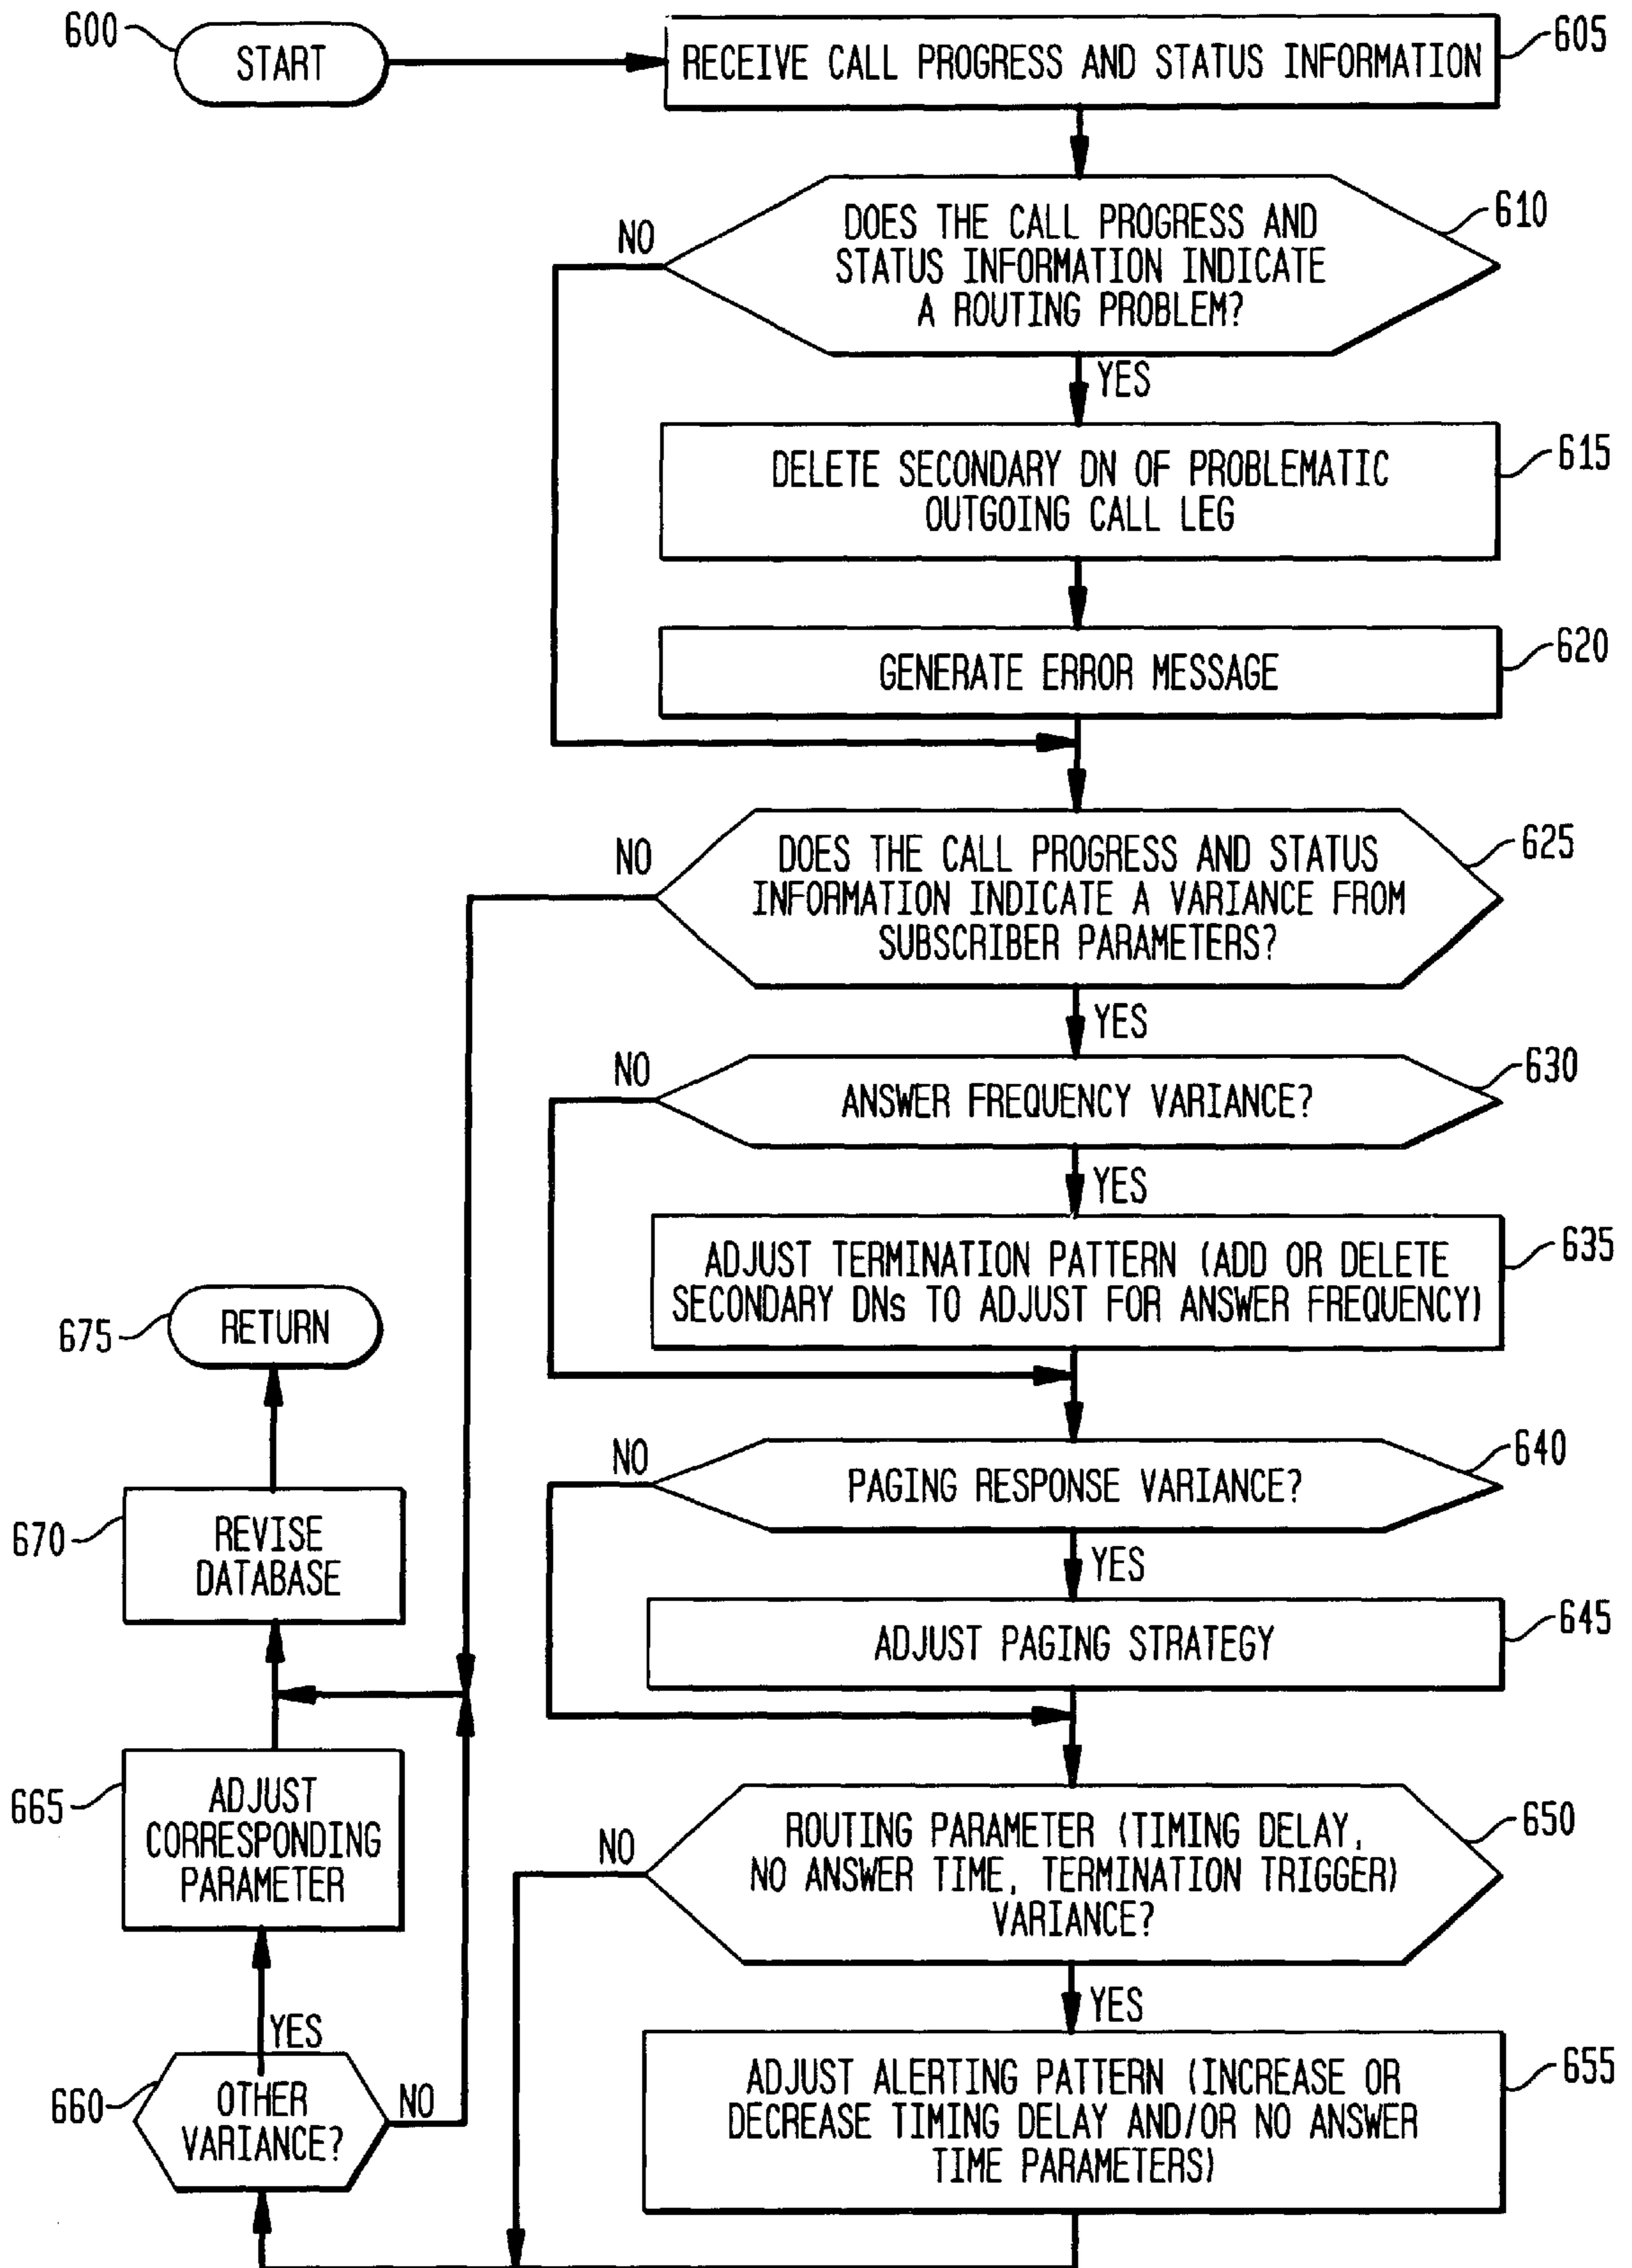 600
START
RECEIVE CALL PROGRESS AND STATUS INFORMATION
605
DOES THE CALL PROGRESS AND
STATUS INFORMATION INDICATE
A ROUTING PROBLEM?
610
NO
YES
DELETE SECONDARY DN OF PROBLEMATIC
OUTGOING CALL LEG
615
GENERATE ERROR MESSAGE
620
DOES THE CALL PROGRESS AND STATUS
INFORMATION INDICATE A VARIANCE FROM
SUBSCRIBER PARAMETERS?
625
NO
YES
ANSWER FREQUENCY VARIANCE?
630
NO
YES
ADJUST TERMINATION PATTERN (ADD OR DELETE
SECONDARY DNs TO ADJUST FOR ANSWER FREQUENCY)
635
PAGING RESPONSE VARIANCE?
640
NO
YES
ADJUST PAGING STRATEGY
645
ROUTING PARAMETER (TIMING DELAY,
NO ANSWER TIME, TERMINATION TRIGGER)
VARIANCE?
650
NO
YES
ADJUST ALERTING PATTERN (INCREASE OR
DECREASE TIMING DELAY AND/OR NO ANSWER
TIME PARAMETERS)
655
OTHER
VARIANCE?
660
NO
YES
ADJUST
CORRESPONDING
PARAMETER
665
REVISE
DATABASE
670
RETURN
675